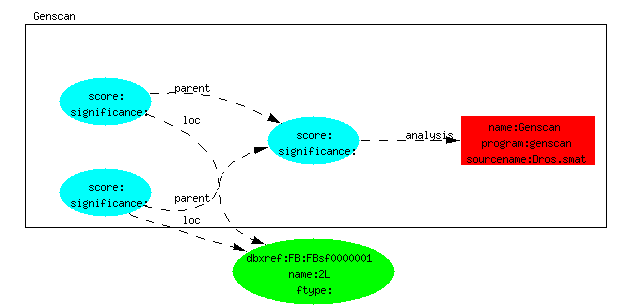 Genscan
parent
score:
significance:
loc
score:
significance:
analysis
name:Genscan
program:genscan
sourcename:Dros.smat
score:
significance:
parent
loc
dbxref:FB:FBsf0000001
name:2L
ftype: